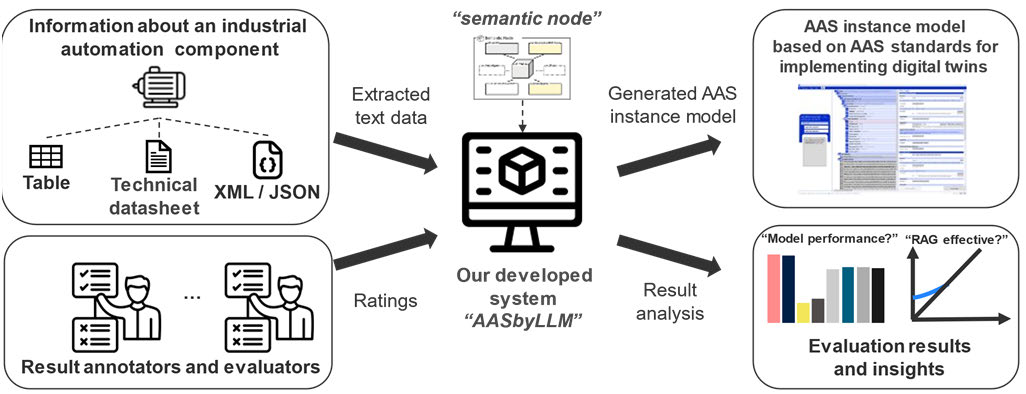 Information about an industrial
automation component
Table
Technical
datasheet
XML / JSON
Extracted
text data
“semantic node”
Semantic Node
Our developed
system
“AASbyLLM”
Generated AAS
instance model
AAS instance model
based on AAS standards for
implementing digital twins
Result annotators and evaluators
...
Ratings
Result
analysis
“Model performance?”
“RAG effective?”
Evaluation results
and insights